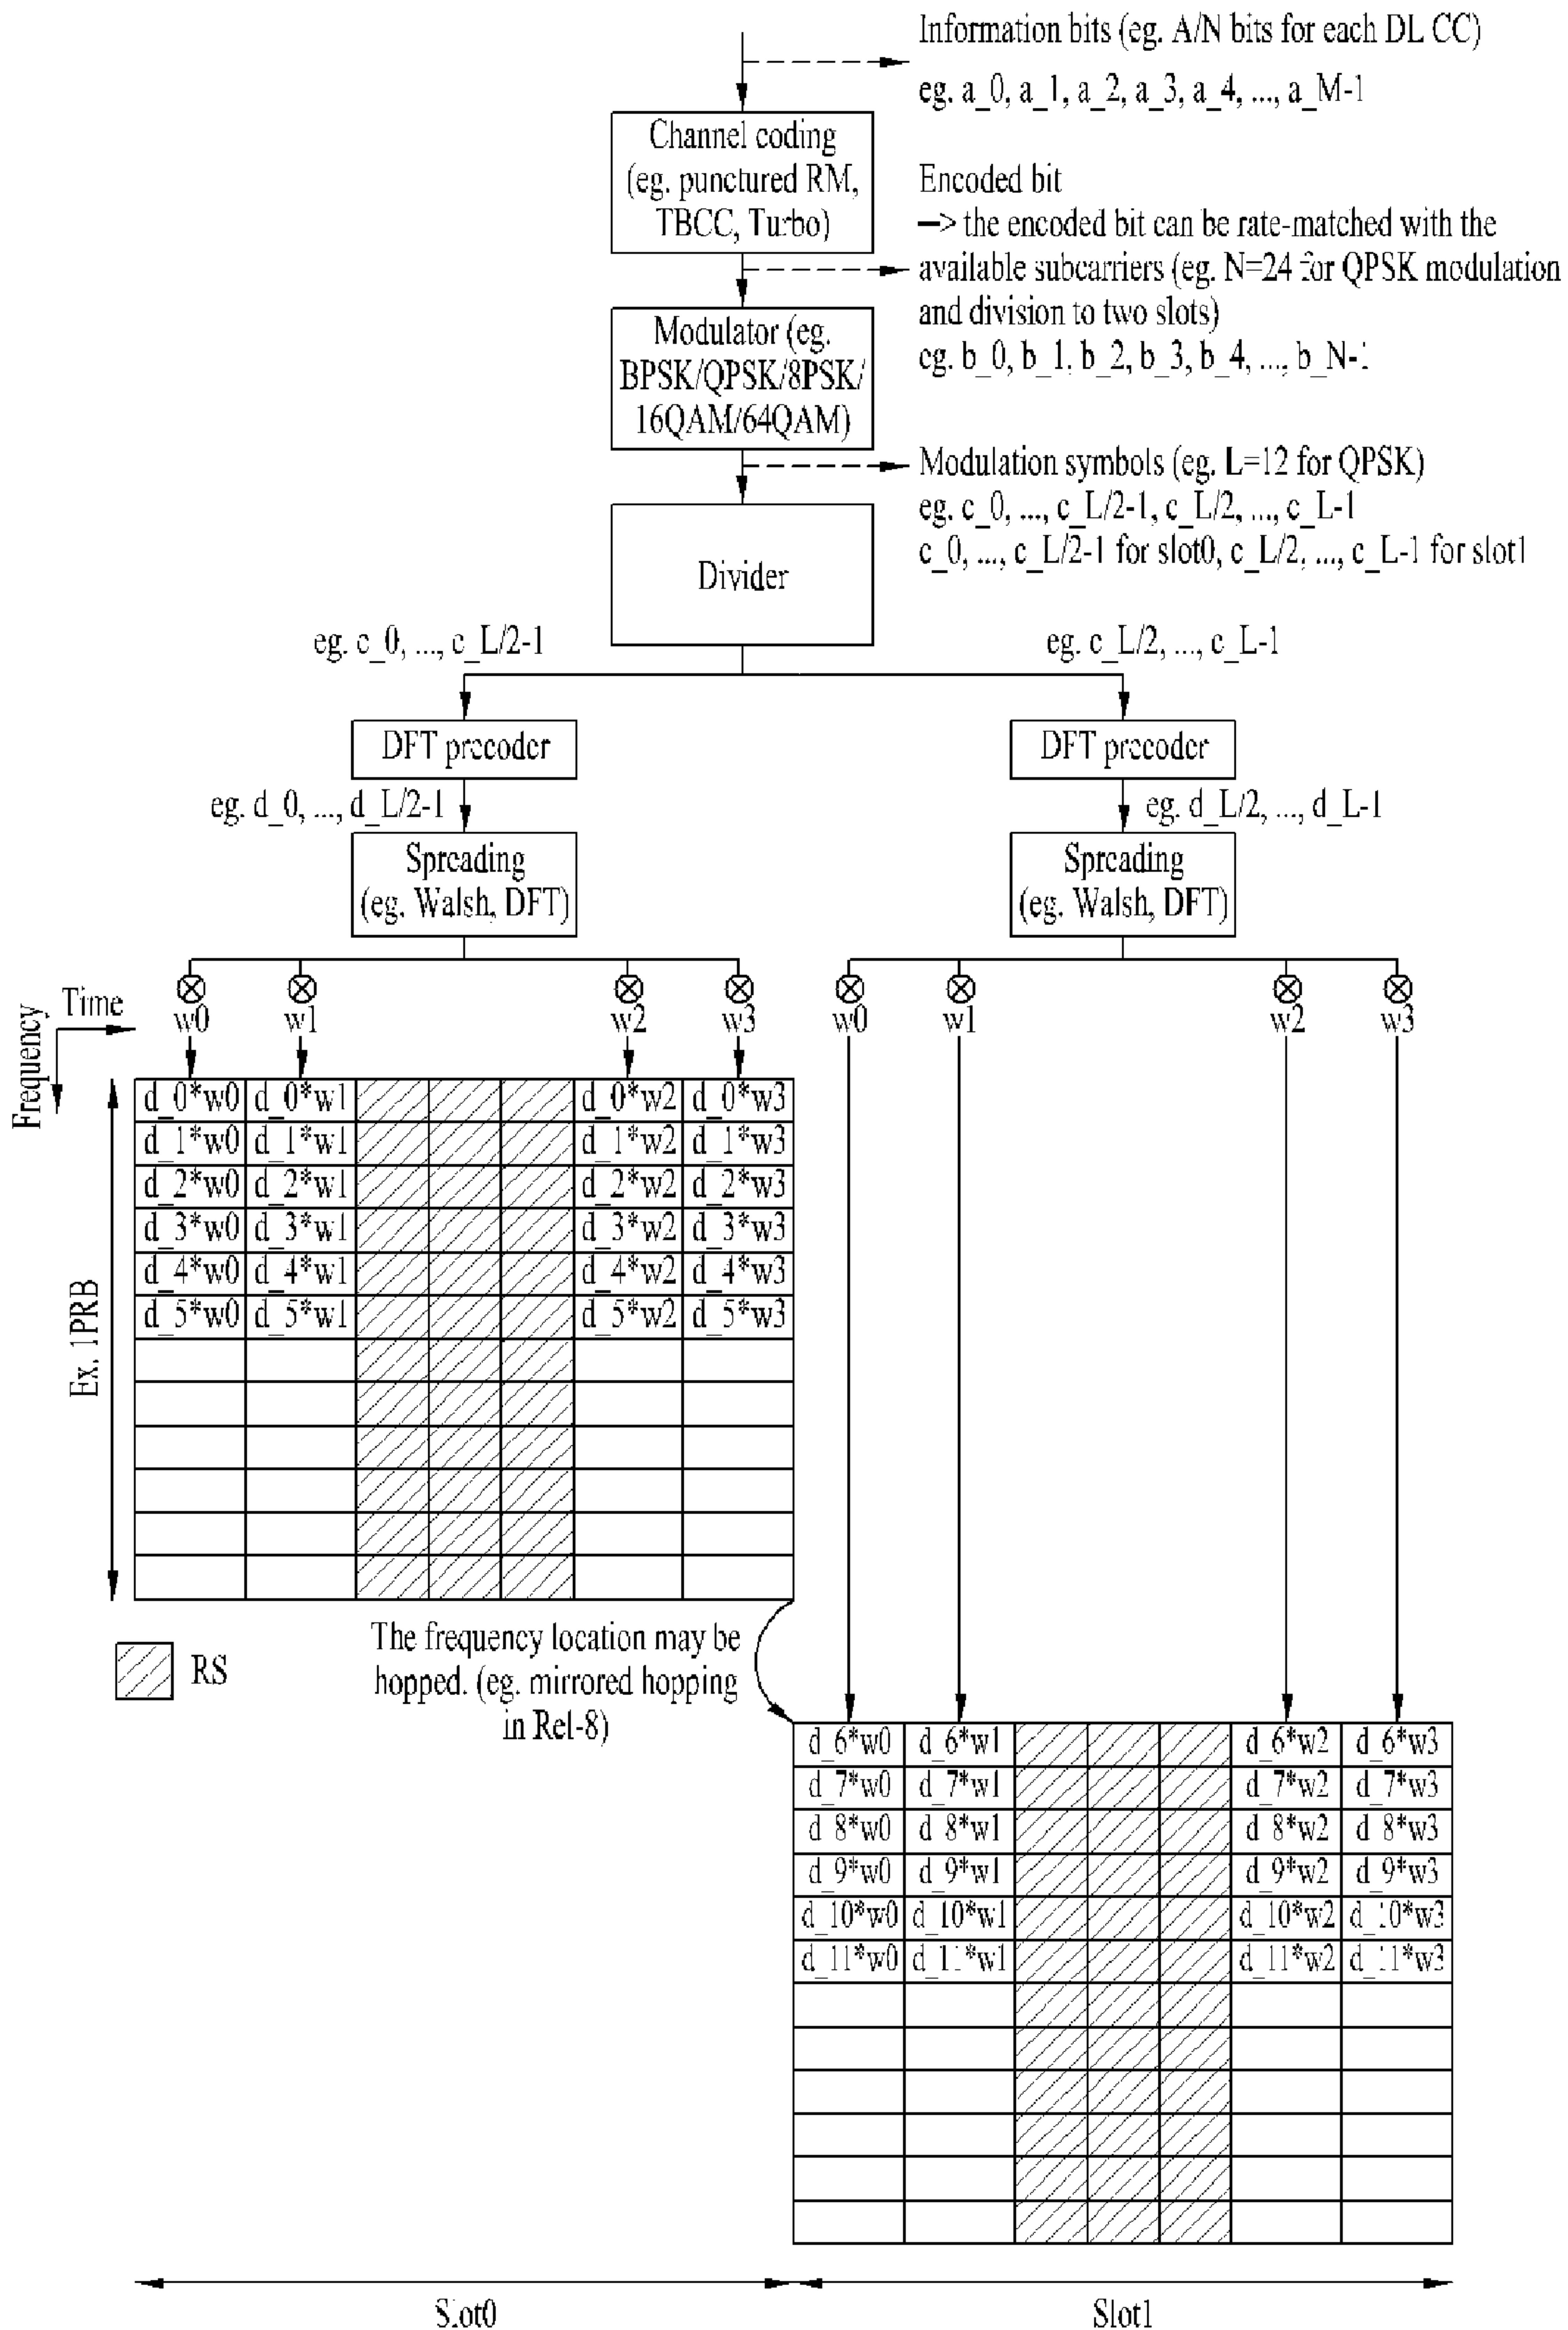 Information bits (eg. A/N bits for each DL CC)
eg. a_0, a_1, a_2, a_3, a_4, ..., a_M-1
Channel coding
(eg. punctured RM,
TBCC, Turbo)
Encoded bit
—> the encoded bit can be rate-matched with the
available subcarriers (eg. N=24 for QPSK modulation
and division to two slots)
eg. b_0, b_1, b_2, b_3, b_4, ..., b_N-1
Modulator (eg.
BPSK/QPSK/8PSK/
16QAM/64QAM)
Modulation symbols (eg. L=12 for QPSK)
eg. c_0, ..., c_L/2-1, c_L/2, ..., c_L-1
c_0, ..., c_L/2-1 for slot0, c_L/2, ..., c_L-1 for slot1
Divider
eg. c_0, ..., c_L/2-1
eg. c_L/2, ..., c_L-1
DFT precoder
DFT precoder
eg. d_0, ..., d_L/2-1
eg. d_L/2, ..., d_L-1
Spreading
(eg. Walsh, DFT)
Spreading
(eg. Walsh, DFT)
Time
Frequency
w0 w1 w2 w3
w0 w1 w2 w3
d_0*w0 d_0*w1 d_0*w2 d_0*w3
d_1*w0 d_1*w1 d_1*w2 d_1*w3
d_2*w0 d_2*w1 d_2*w2 d_2*w3
d_3*w0 d_3*w1 d_3*w2 d_3*w3
d_4*w0 d_4*w1 d_4*w2 d_4*w3
d_5*w0 d_5*w1 d_5*w2 d_5*w3
Ex. 1PRB
RS
The frequency location may be
hopped. (eg. mirrored hopping
in Rel-8)
d_6*w0 d_6*w1 d_6*w2 d_6*w3
d_7*w0 d_7*w1 d_7*w2 d_7*w3
d_8*w0 d_8*w1 d_8*w2 d_8*w3
d_9*w0 d_9*w1 d_9*w2 d_9*w3
d_10*w0 d_10*w1 d_10*w2 d_10*w3
d_11*w0 d_11*w1 d_11*w2 d_11*w3
Slot0
Slot1